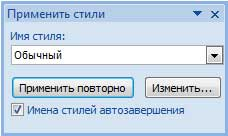 Применить стили
Имя стиля:
Обычный
Применить повторно
Изменить...
Имена стилей автозавершения